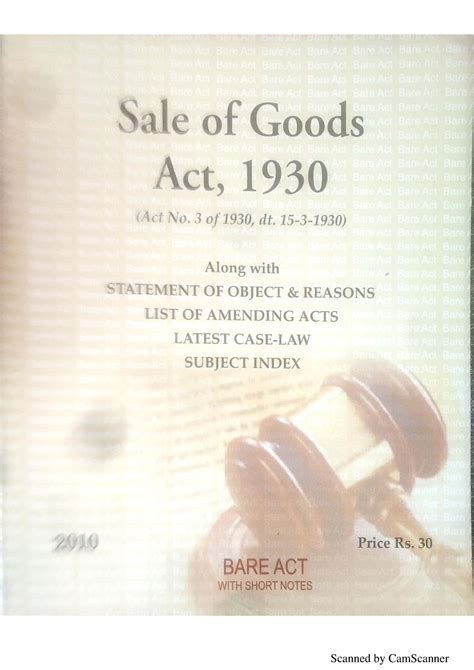 Sale of Goods
Act, 1930
(Act No. 3 of 1930, dt. 15-3-1930)
Along with
STATEMENT OF OBJECT & REASONS
LIST OF AMENDING ACTS
LATEST CASE-LAW
SUBJECT INDEX
2010
Price Rs. 30
BARE ACT
WITH SHORT NOTES
Scanned by CamScanner